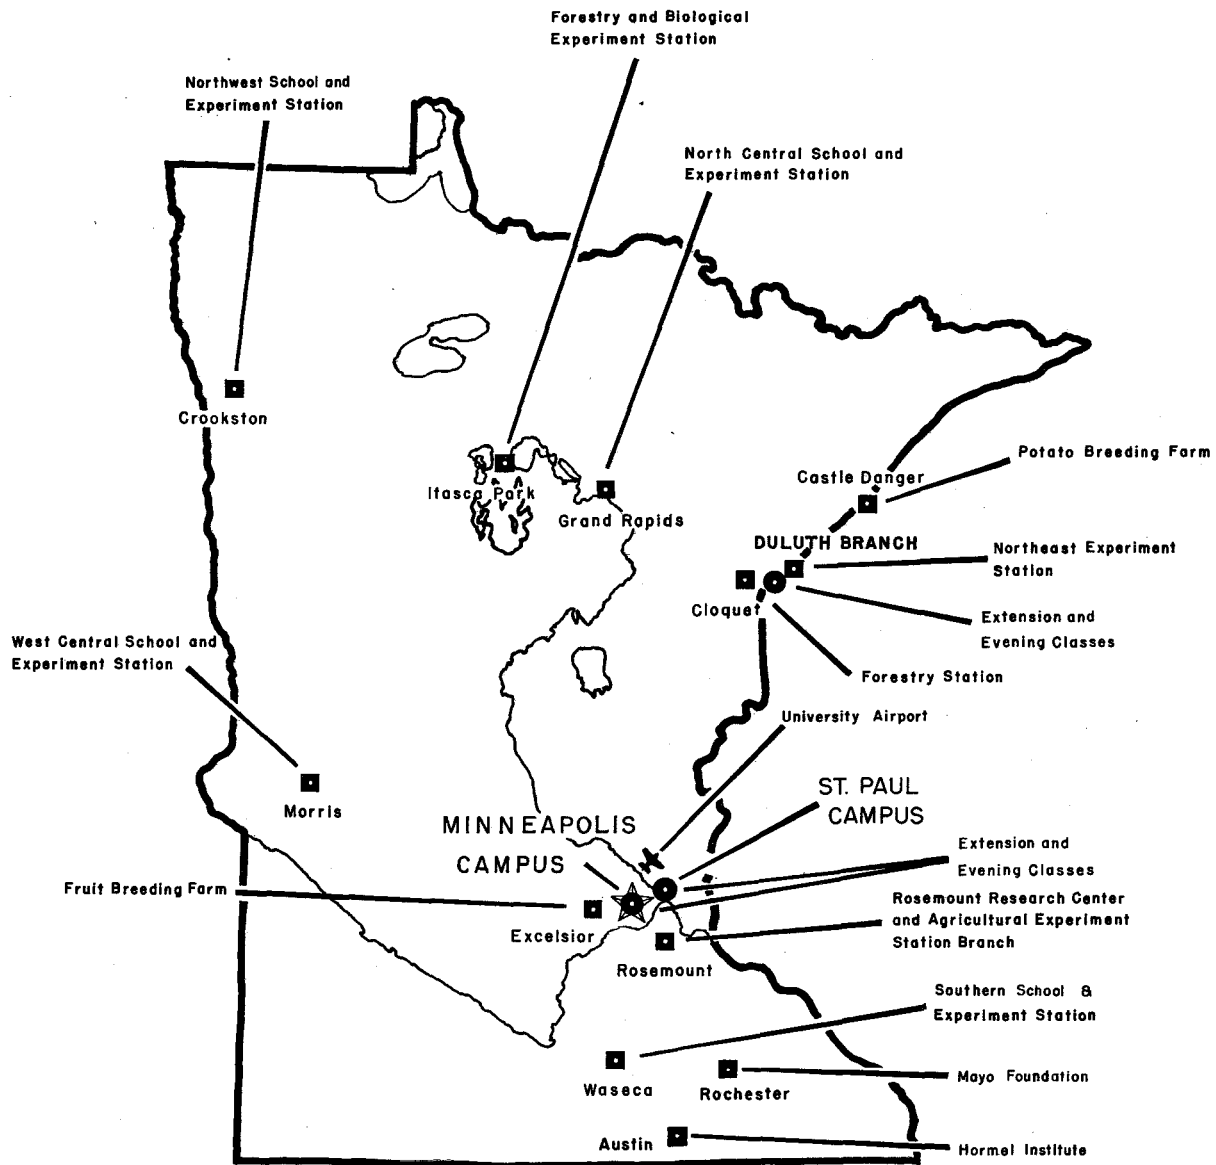 Forestry and Biological
Experiment Station
Northwest School and
Experiment Station
North Central School and
Experiment Station
Crookston
Potato Breeding Farm
Castle Danger
Itasca Park
Grand Rapids
DULUTH BRANCH
Northeast Experiment
Station
Cloquet
Extension and
Evening Classes
West Central School and
Experiment Station
Forestry Station
University Airport
ST. PAUL
CAMPUS
Morris
MINNEAPOLIS
CAMPUS
Extension and
Evening Classes
Fruit Breeding Farm
Rosemount Research Center
and Agricultural Experiment
Station Branch
Excelsior
Rosemount
Southern School &
Experiment Station
Waseca
Rochester
Mayo Foundation
Austin
Hormel Institute